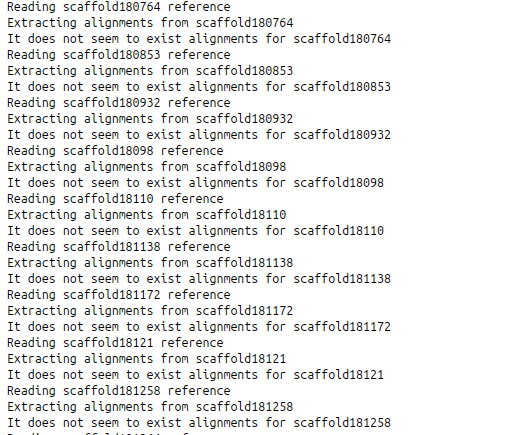 Reading scaffold180764 reference
Extracting alignments from scaffold180764
It does not seem to exist alignments for scaffold180764
Reading scaffold180853 reference
Extracting alignments from scaffold180853
It does not seem to exist alignments for scaffold180853
Reading scaffold180932 reference
Extracting alignments from scaffold180932
It does not seem to exist alignments for scaffold180932
Reading scaffold18098 reference
Extracting alignments from scaffold18098
It does not seem to exist alignments for scaffold18098
Reading scaffold18110 reference
Extracting alignments from scaffold18110
It does not seem to exist alignments for scaffold18110
Reading scaffold181138 reference
Extracting alignments from scaffold181138
It does not seem to exist alignments for scaffold181138
Reading scaffold181172 reference
Extracting alignments from scaffold181172
It does not seem to exist alignments for scaffold181172
Reading scaffold18121 reference
Extracting alignments from scaffold18121
It does not seem to exist alignments for scaffold18121
Reading scaffold181258 reference
Extracting alignments from scaffold181258
It does not seem to exist alignments for scaffold181258